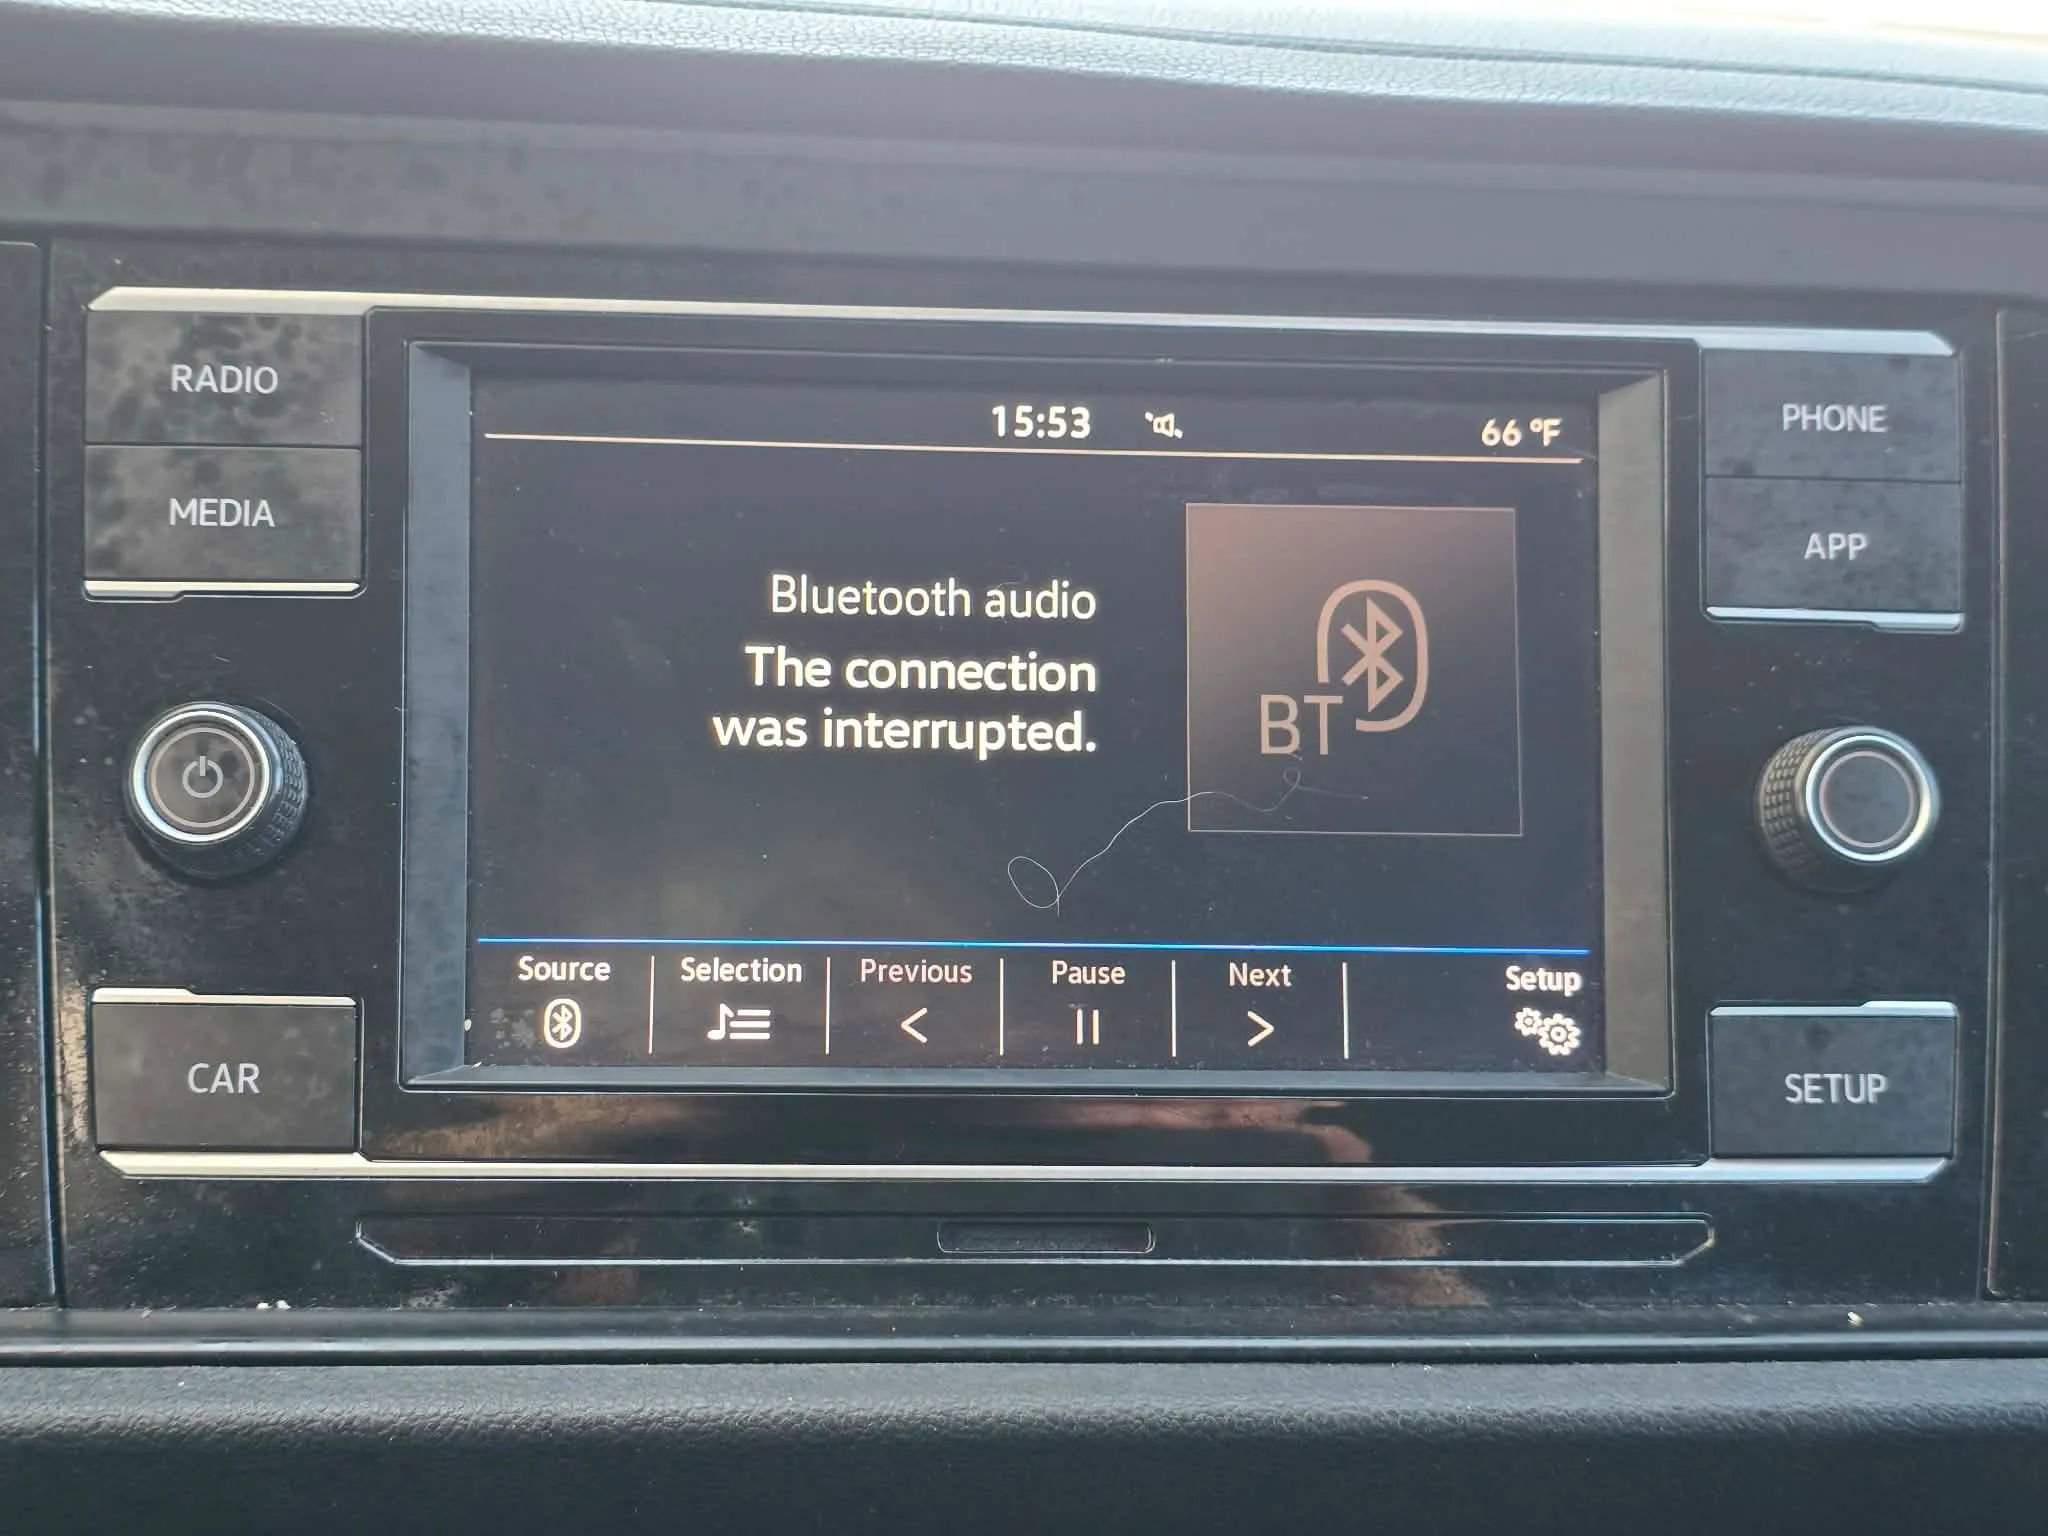 RADIO
MEDIA
CAR
15:53
66 °F
Bluetooth audio
The connection
was interrupted.
BT
Source
Selection
Previous
Pause
Next
Setup
PHONE
APP
SETUP